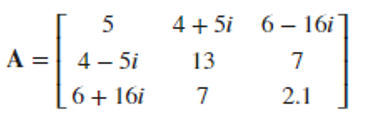 5 4 + 5i 6 – 16i
A = 4 – 5i 13 7
6 + 16i 7 2.1